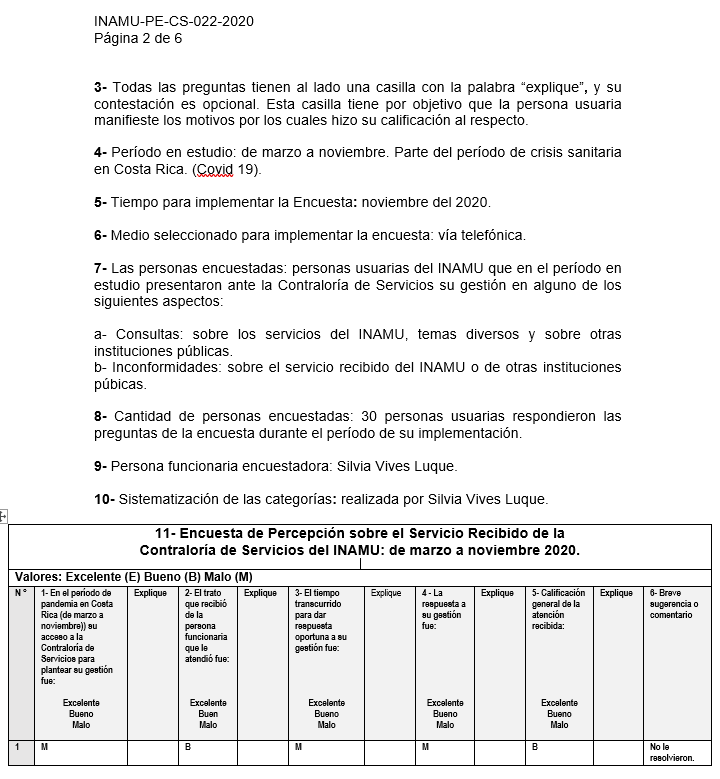 INAMU-PE-CS-022-2020
Página 2 de 6
3- Todas las preguntas tienen al lado una casilla con la palabra “explique”, y su
contestación es opcional. Esta casilla tiene por objetivo que la persona usuaria
manifieste los motivos por los cuales hizo su calificación al respecto.
4- Período en estudio: de marzo a noviembre. Parte del período de crisis sanitaria
en Costa Rica. (Covid 19).
5- Tiempo para implementar la Encuesta: noviembre del 2020.
6- Medio seleccionado para implementar la encuesta: vía telefónica.
7- Las personas encuestadas: personas usuarias del INAMU que en el período en
estudio presentaron ante la Contraloría de Servicios su gestión en alguno de los
siguientes aspectos:
a- Consultas: sobre los servicios del INAMU, temas diversos y sobre otras
instituciones públicas.
b- Inconformidades: sobre el servicio recibido del INAMU o de otras instituciones
púbicas.
8- Cantidad de personas encuestadas: 30 personas usuarias respondieron las
preguntas de la encuesta durante el período de su implementación.
9- Persona funcionaria encuestadora: Silvia Vives Luque.
10- Sistematización de las categorías: realizada por Silvia Vives Luque.
11- Encuesta de Percepción sobre el Servicio Recibido de la
Contraloría de Servicios del INAMU: de marzo a noviembre 2020.
Valores: Excelente (E) Bueno (B) Malo (M)
N°
1- En el período de
pandemia en Costa
Rica (de marzo a
noviembre)) su
acceso a la
Contraloría de
Servicios para
plantear su gestión
fue:
Excelente
Bueno
Malo
Explique
2- El trato
que recibió
de la
persona
funcionaria
que le
atendió fue:
Excelente
Buen
Malo
Explique
3- El tiempo
transcurrido
para dar
respuesta
oportuna a su
gestión fue:
Excelente
Bueno
Malo
Explique
4 - La
respuesta a
su gestión
fue:
Excelente
Bueno
Malo
Explique
5- Calificación
general de la
atención
recibida:
Excelente
Bueno
Malo
Explique
6- Breve
sugerencia o
comentario
1
M
B
M
M
B
No le
resolvieron.